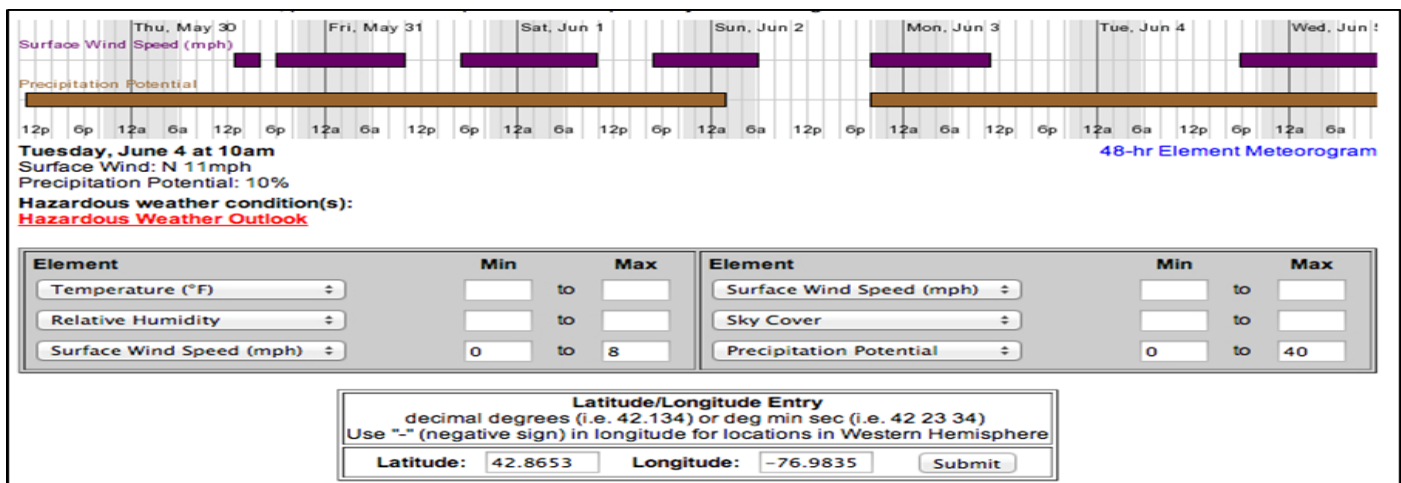 Thu, May 30 Fri, May 31 Sat, Jun 1 Sun, Jun 2 Mon, Jun 3 Tue, Jun 4 Wed, Jun
Surface Wind Speed (mph)
Precipitation Potential
12p 6p 12a 6a 12p 6p 12a 6a 12p 6p 12a 6a 12p 6p 12a 6a 12p 6p 12a 6a 12p 6p 12a 6a 12p 6p 12a 6a
Tuesday, June 4 at 10am 48-hr Element Meteorogram
Surface Wind: N 11mph
Precipitation Potential: 10%
Hazardous weather condition(s):
Hazardous Weather Outlook
Element Min Max Element Min Max
Temperature (°F) to Surface Wind Speed (mph) to
Relative Humidity to Sky Cover to
Surface Wind Speed (mph) 0 to 8 Precipitation Potential 0 to 40
Latitude/Longitude Entry
decimal degrees (i.e. 42.134) or deg min sec (i.e. 42 23 34)
Use "-" (negative sign) in longitude for locations in Western Hemisphere
Latitude: 42.8653 Longitude: -76.9835 Submit